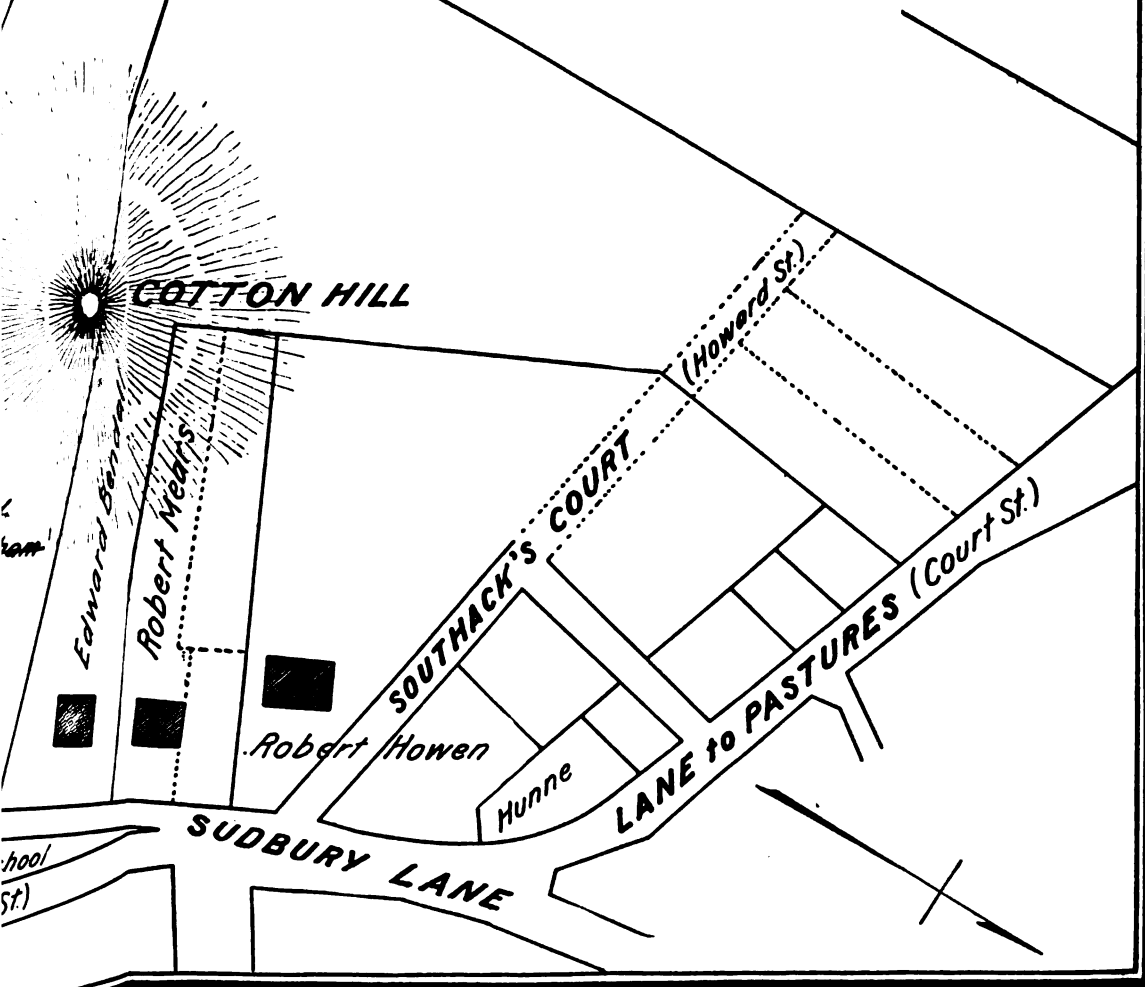 COTTON HILL
(Howard St.)
SOUTHACK'S COURT
Edward Bendal
Robert Mears
Robert Howen
Hunne
LANE to PASTURES (Court St.)
SUDBURY LANE
hool
St.)